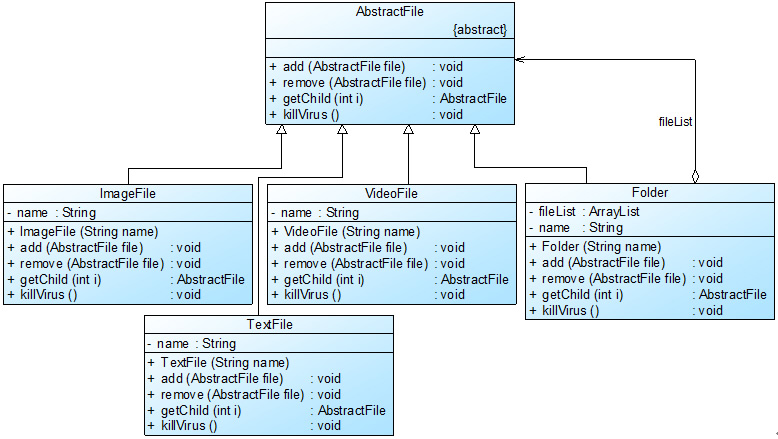 AbstractFile
{abstract}
+ add (AbstractFile file) : void
+ remove (AbstractFile file) : void
+ getChild (int i) : AbstractFile
+ killVirus () : void
fileList
ImageFile
- name : String
+ ImageFile (String name)
+ add (AbstractFile file) : void
+ remove (AbstractFile file) : void
+ getChild (int i) : AbstractFile
+ killVirus () : void
VideoFile
- name : String
+ VideoFile (String name)
+ add (AbstractFile file) : void
+ remove (AbstractFile file) : void
+ getChild (int i) : AbstractFile
+ killVirus () : void
Folder
- fileList : ArrayList
- name : String
+ Folder (String name)
+ add (AbstractFile file) : void
+ remove (AbstractFile file) : void
+ getChild (int i) : AbstractFile
+ killVirus () : void
TextFile
- name : String
+ TextFile (String name)
+ add (AbstractFile file) : void
+ remove (AbstractFile file) : void
+ getChild (int i) : AbstractFile
+ killVirus () : void